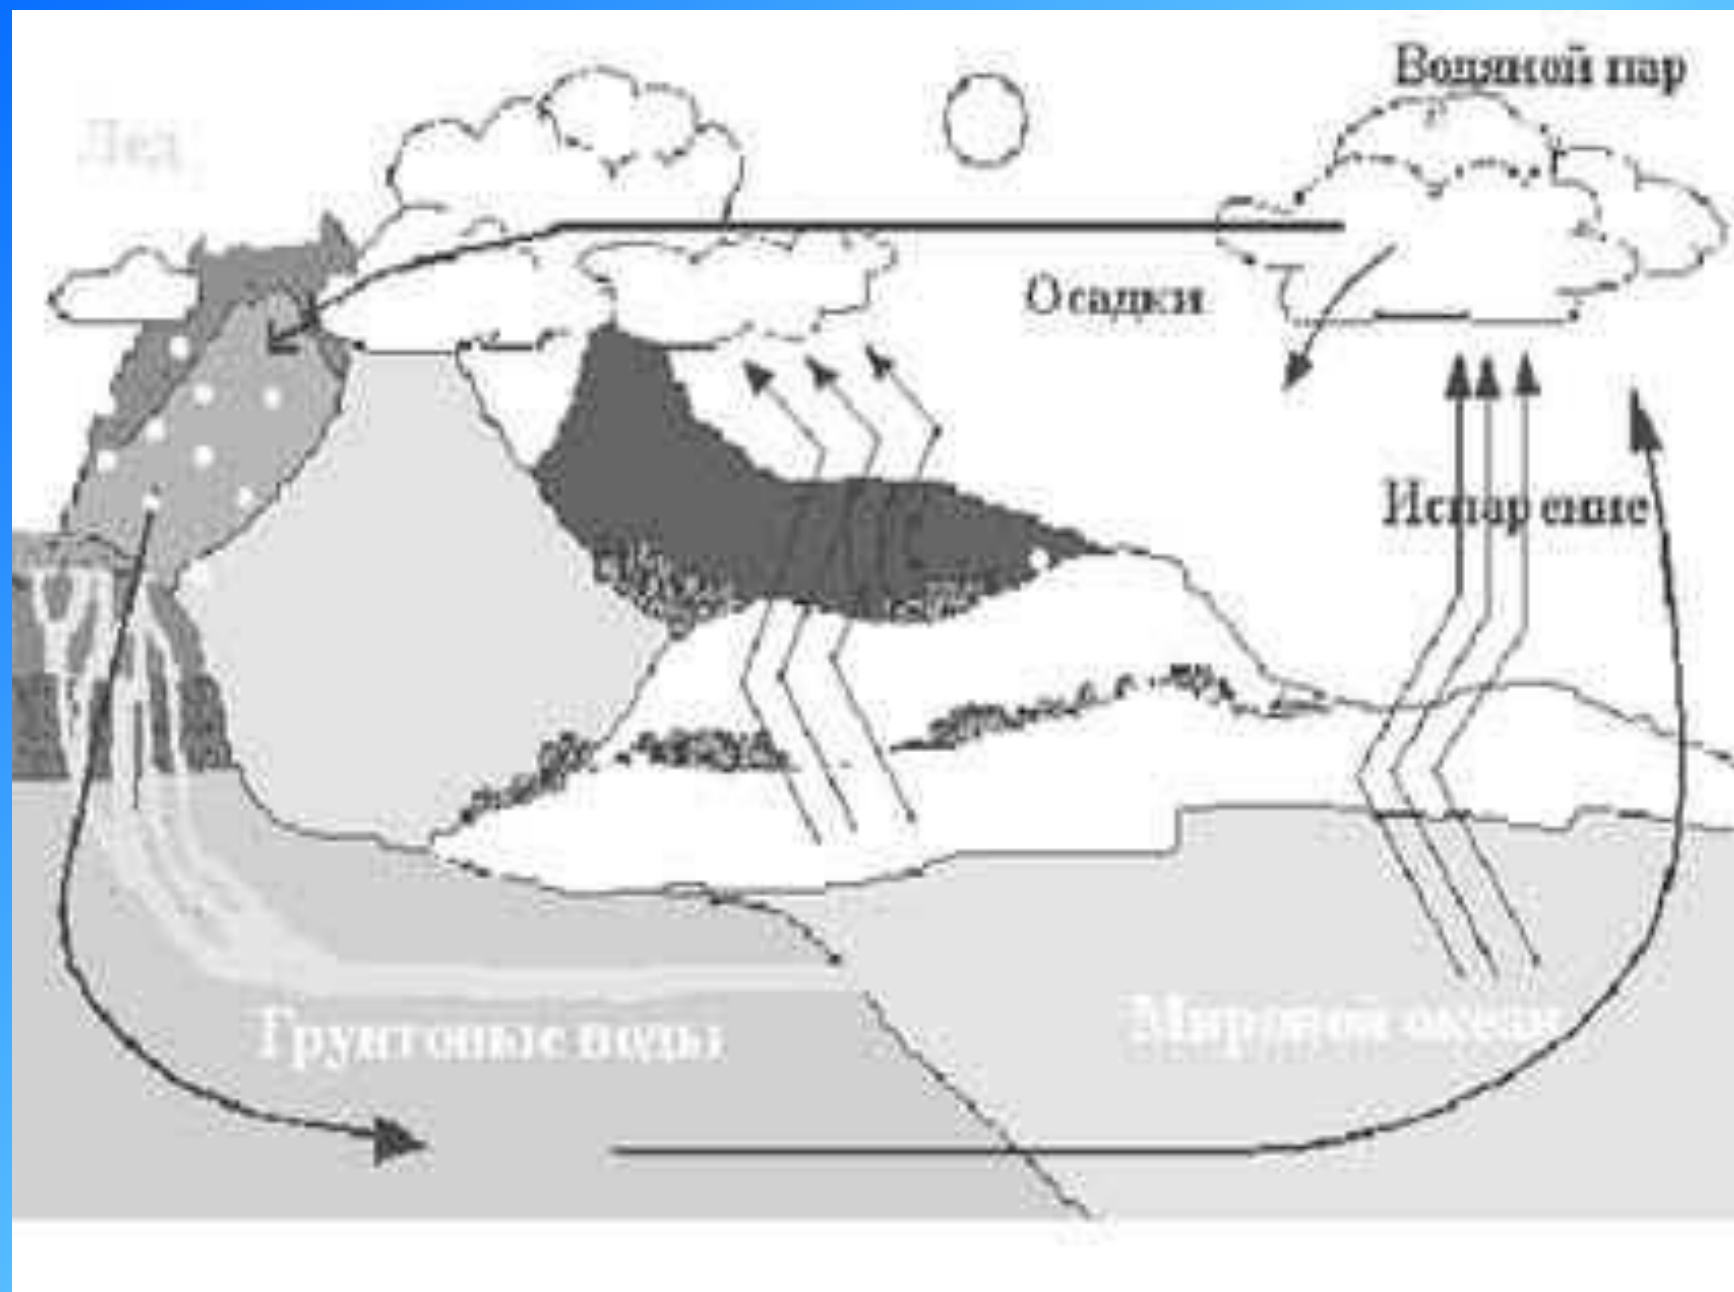 Водяной пар
Лед
Осадки
Испарение
Грунтовые воды
Мировой океан